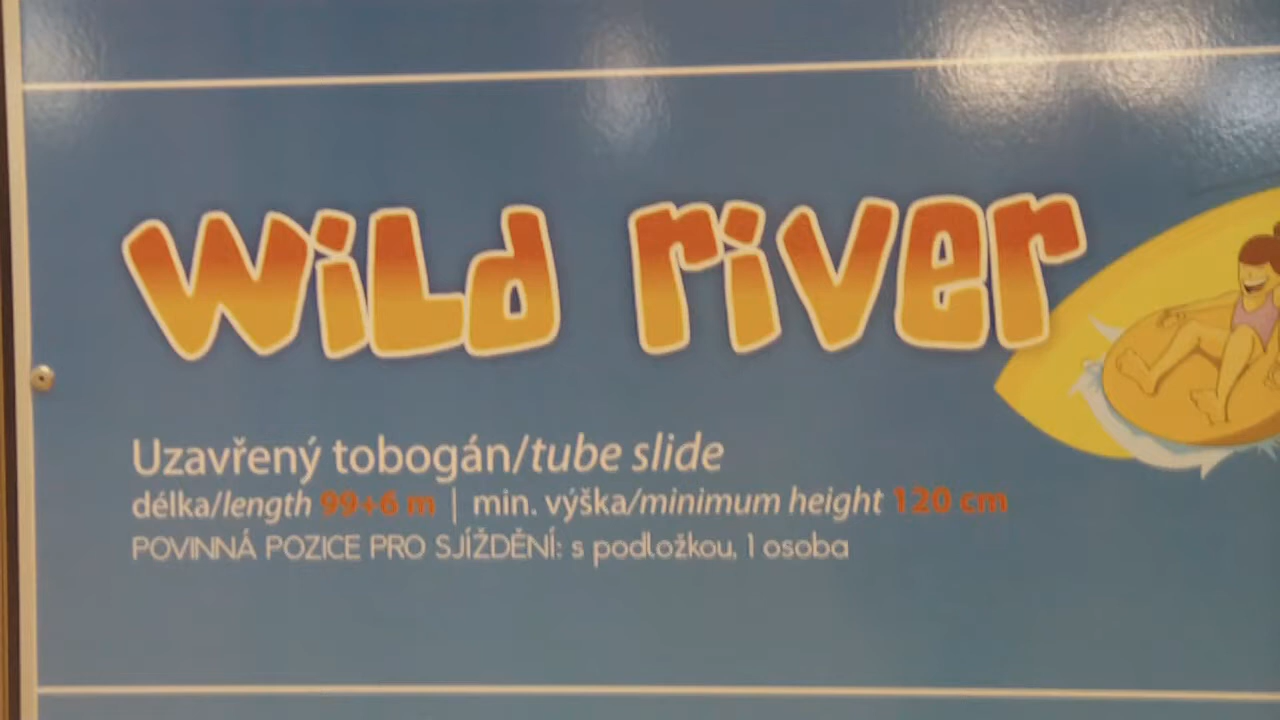 Wild river
Uzavřený tobogán/tube slide
délka/length 99+6 m | min. výška/minimum height 120 cm
POVINNÁ POZICE PRO SJÍŽDĚNÍ: s podložkou, 1 osoba